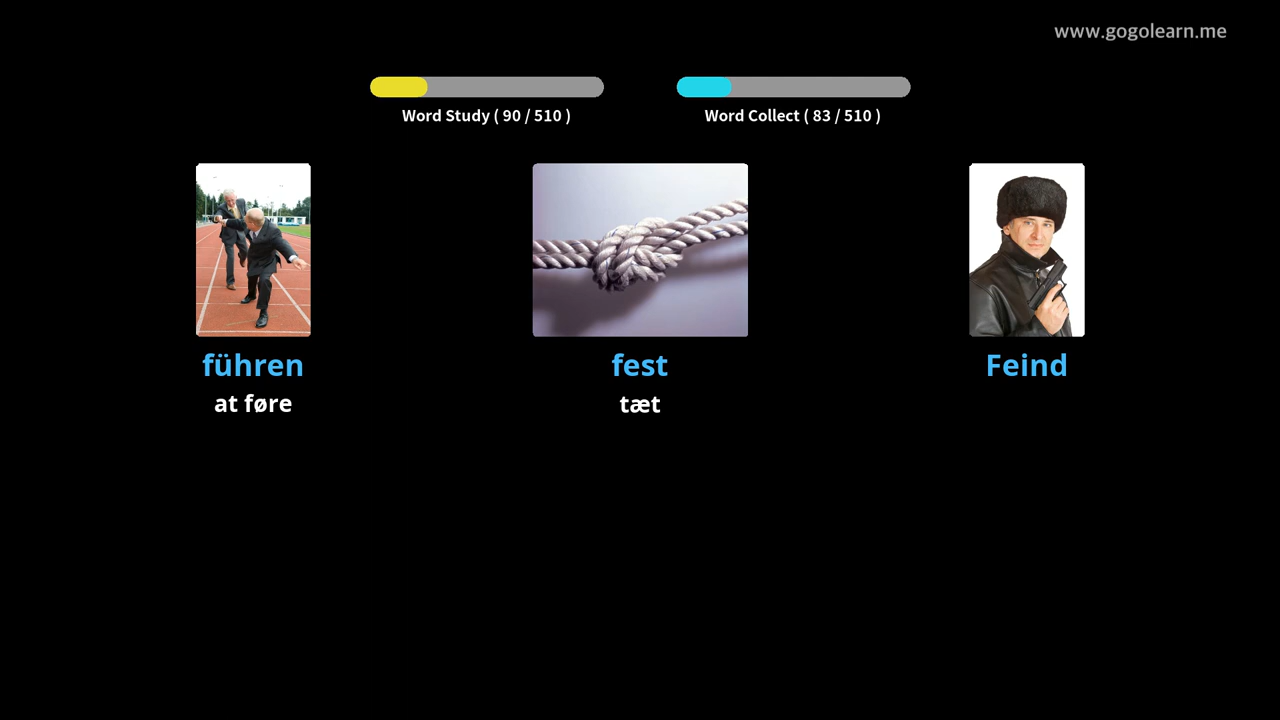 www.gogolearn.me
Word Study ( 90 / 510 )
Word Collect ( 83 / 510 )
führen
fest
Feind
at føre
tæt